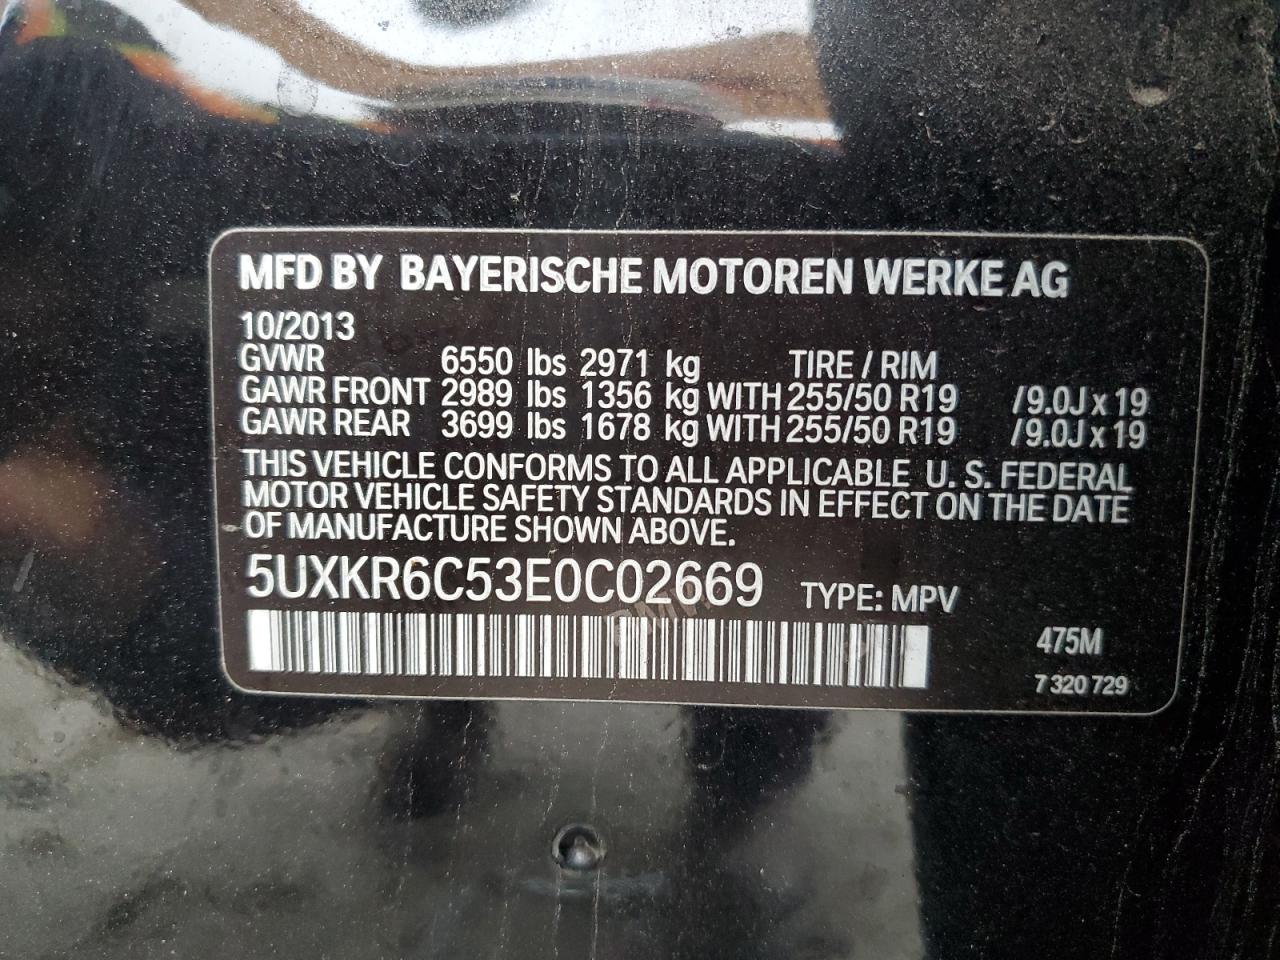 MFD BY BAYERISCHE MOTOREN WERKE AG
10/2013
GVWR 6550 lbs 2971 kg TIRE / RIM
GAWR FRONT 2989 lbs 1356 kg WITH 255/50 R19 /9.0J x 19
GAWR REAR 3699 lbs 1678 kg WITH 255/50 R19 /9.0J x 19
THIS VEHICLE CONFORMS TO ALL APPLICABLE U. S. FEDERAL
MOTOR VEHICLE SAFETY STANDARDS IN EFFECT ON THE DATE
OF MANUFACTURE SHOWN ABOVE.
5UXKR6C53E0C02669 TYPE: MPV
475M
7 320 729